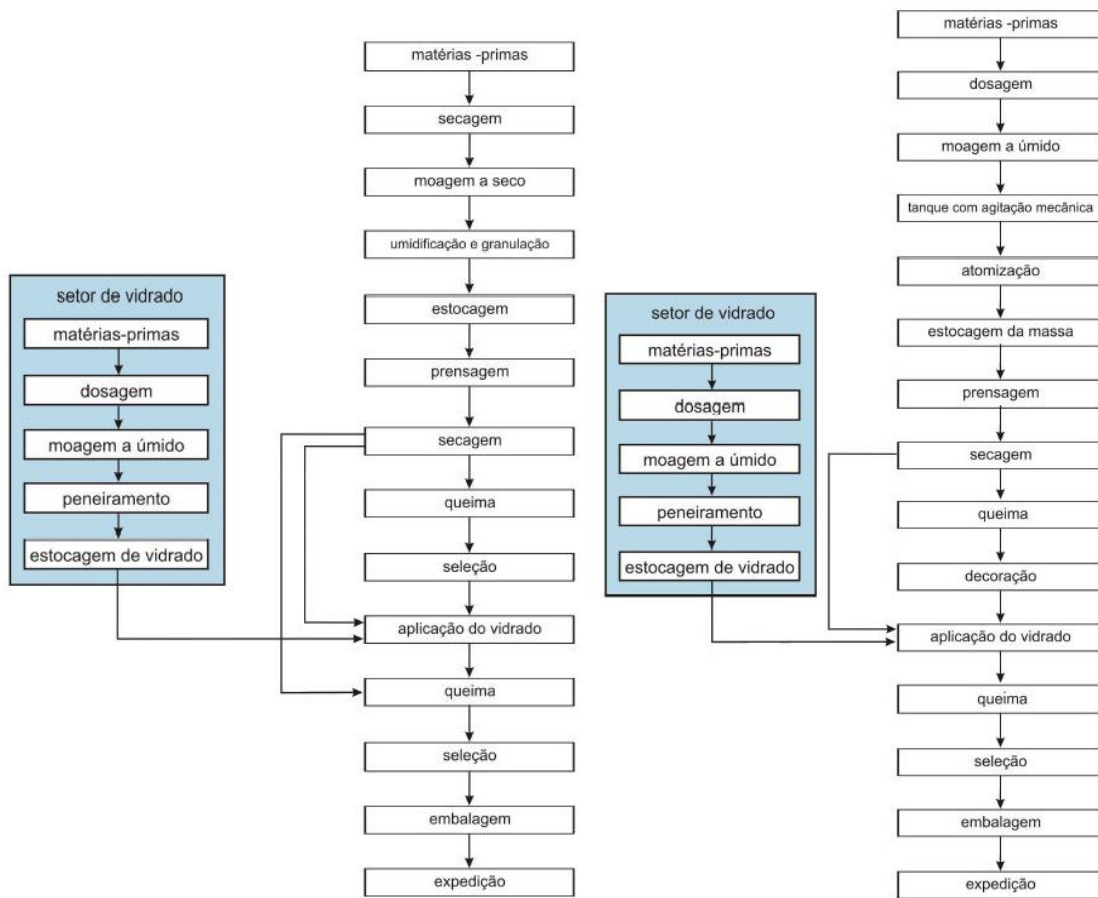 setor de vidrado
matérias-primas
dosagem
moagem a úmido
peneiramento
estocagem de vidrado
matérias -primas
secagem
moagem a seco
umidificação e granulação
estocagem
prensagem
secagem
queima
seleção
aplicação do vidrado
queima
seleção
embalagem
expedição
setor de vidrado
matérias-primas
dosagem
moagem a úmido
peneiramento
estocagem de vidrado
matérias -primas
dosagem
moagem a úmido
tanque com agitação mecânica
atomização
estocagem da massa
prensagem
secagem
queima
decoração
aplicação do vidrado
queima
seleção
embalagem
expedição